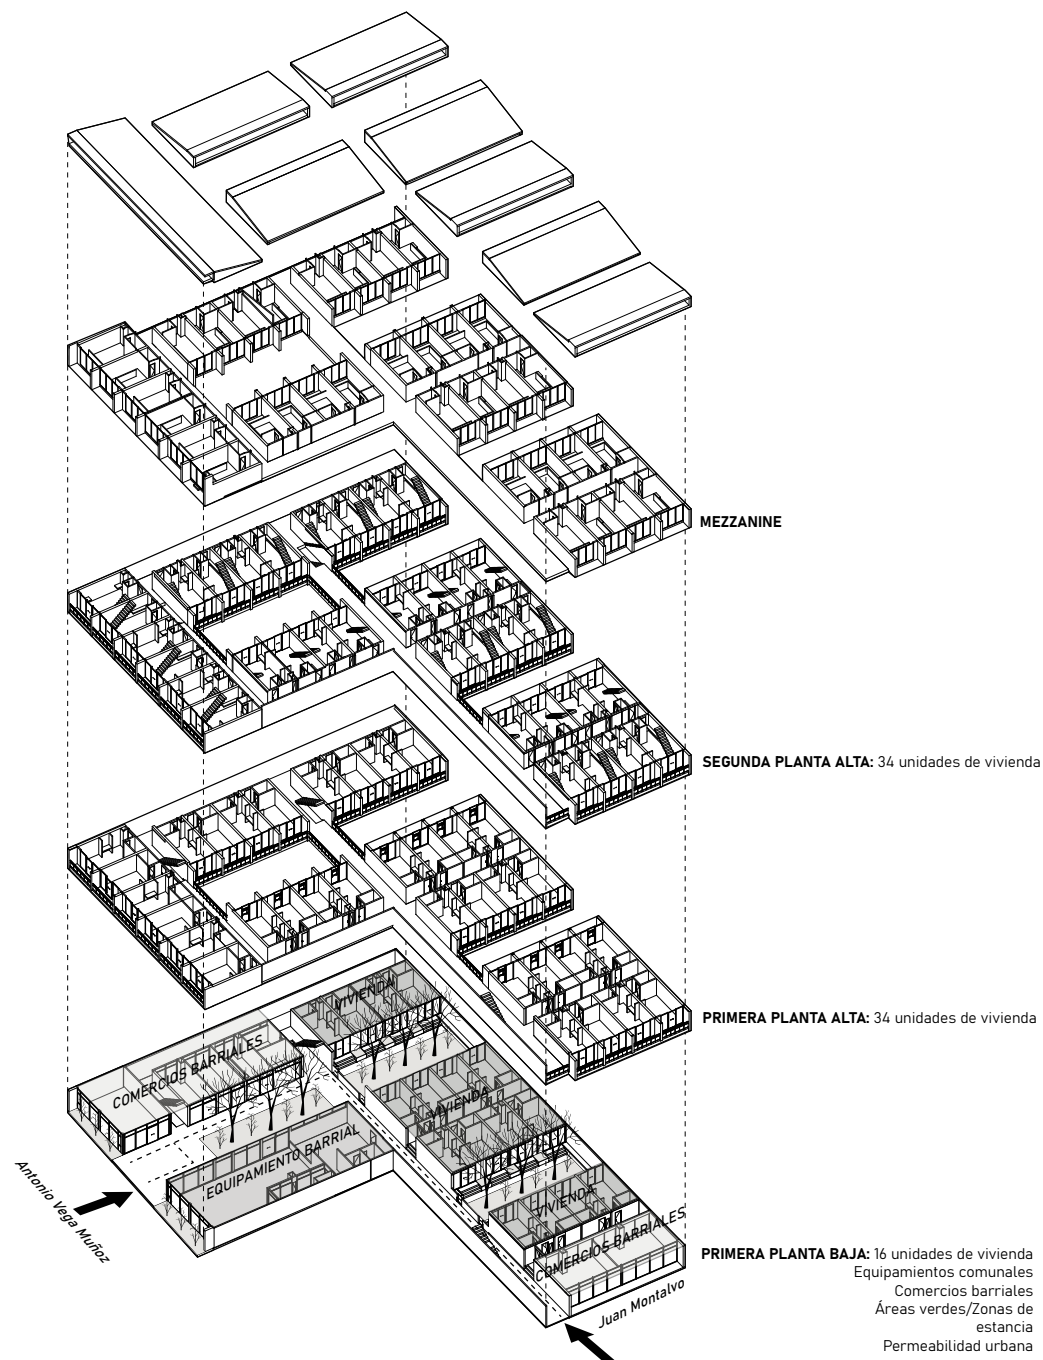 MEZZANINE
SEGUNDA PLANTA ALTA: 34 unidades de vivienda
PRIMERA PLANTA ALTA: 34 unidades de vivienda
VIVIENDA
COMERCIOS BARRIALES
VIVIENDA
EQUIPAMIENTO BARRIAL
VIVIENDA
COMERCIOS BARRIALES
Antonio Vega Muñoz
Juan Montalvo
PRIMERA PLANTA BAJA: 16 unidades de vivienda
Equipamientos comunales
Comercios barriales
Áreas verdes/Zonas de
estancia
Permeabilidad urbana